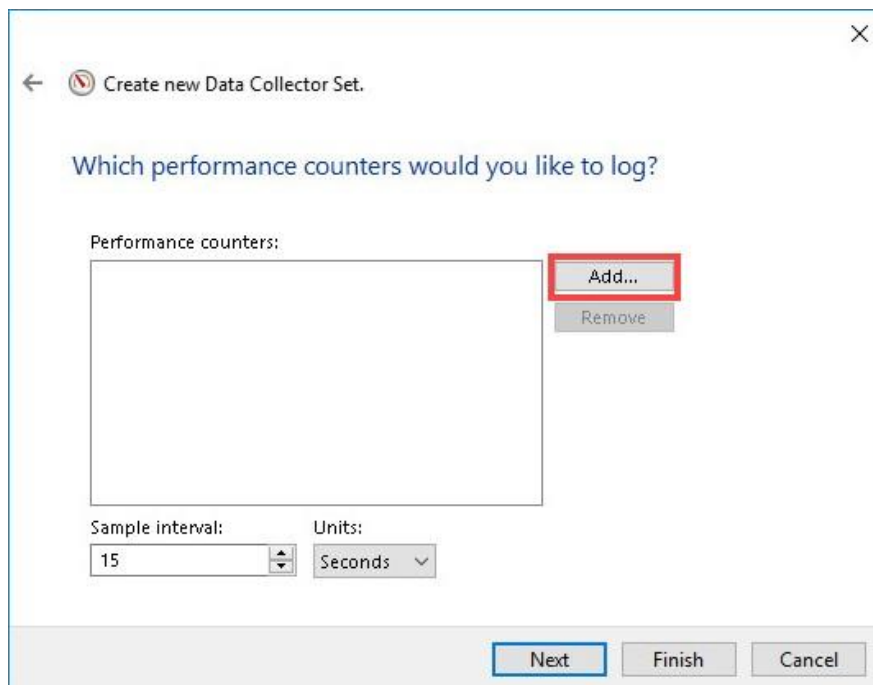 Create new Data Collector Set.
Which performance counters would you like to log?
Performance counters:
Add...
Remove
Sample interval:
Units:
15
Seconds
Next
Finish
Cancel